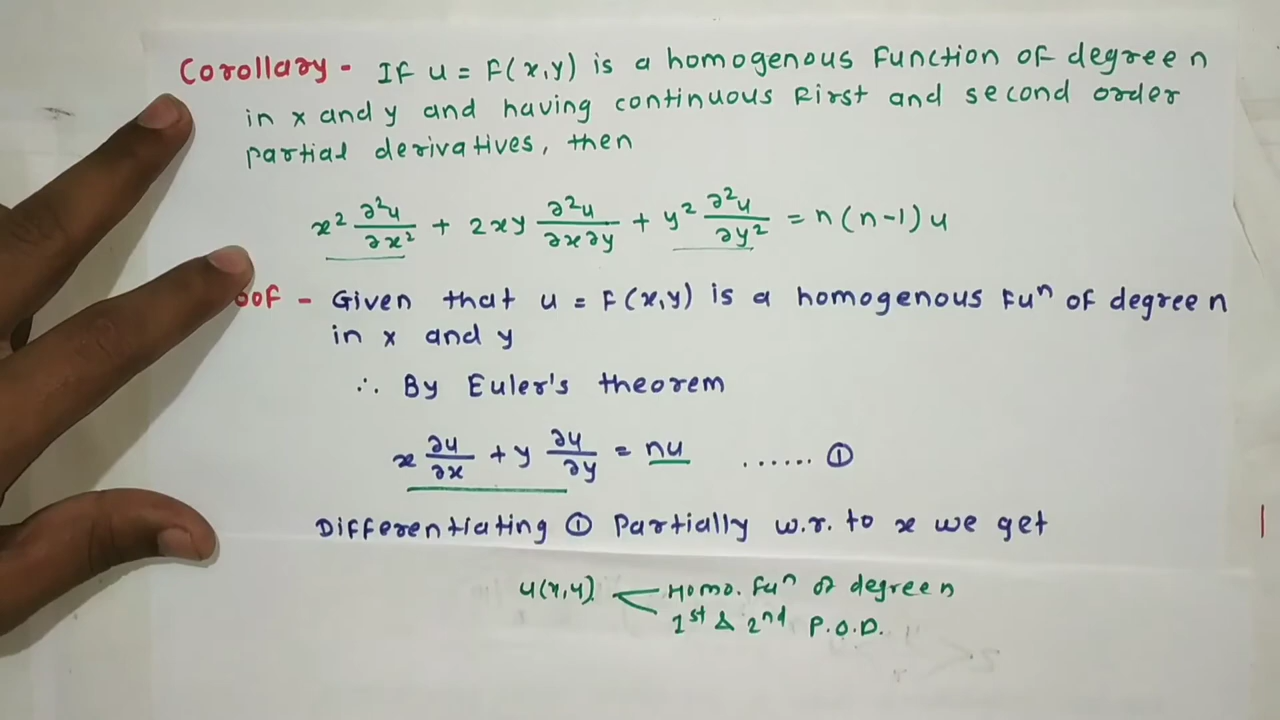 Corollary - If u = F(x,y) is a homogenous Function of degree n
in x and y and having continuous First and second order
partial derivatives, then
x² ∂²u/∂x² + 2xy ∂²u/∂x∂y + y² ∂²u/∂y² = n(n-1)u
oof - Given that u = F(x,y) is a homogenous Fuⁿ of degree n
in x and y
∴ By Euler's theorem
x ∂u/∂x + y ∂u/∂y = nu ...... ①
Differentiating ① Partially w.r. to x we get
u(x,y) Homo. Fuⁿ of degree n
1st & 2nd P.O.D.